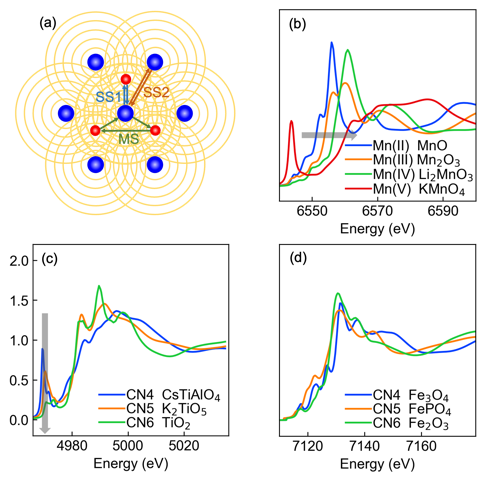 (a)
SS1
SS2
MS
(b)
Mn(II) MnO
Mn(III) Mn2O3
Mn(IV) Li2MnO3
Mn(V) KMnO4
6550 6570 6590
Energy (eV)
(c)
2.0
1.5
1.0
0.5
0.0
CN4 CsTiAlO4
CN5 K2TiO5
CN6 TiO2
4980 5000 5020
Energy (eV)
(d)
CN4 Fe3O4
CN5 FePO4
CN6 Fe2O3
7120 7140 7160
Energy (eV)